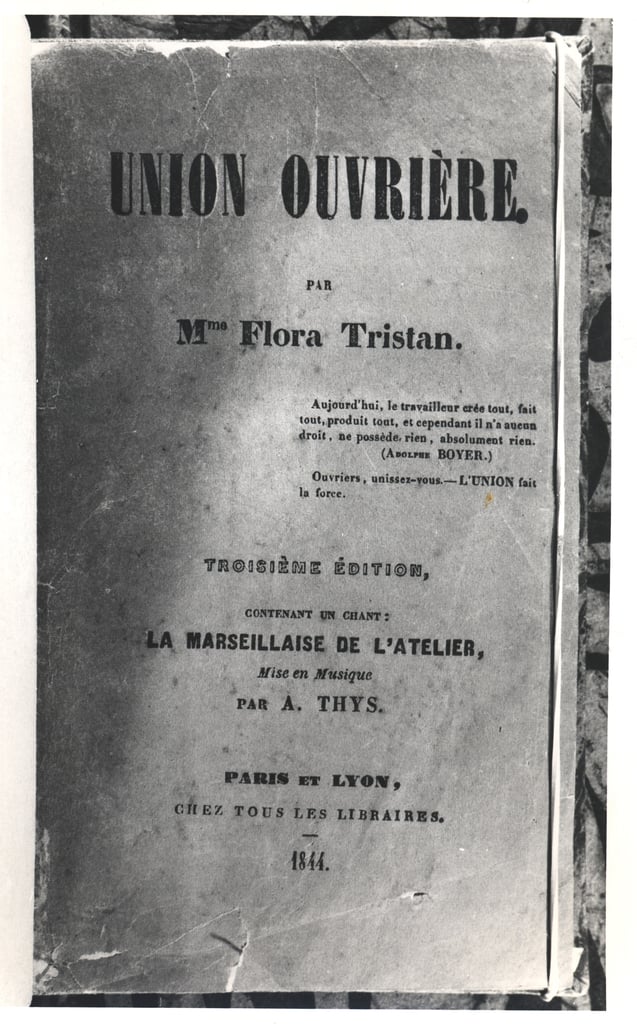 UNION OUVRIÈRE.
PAR
Mme Flora Tristan.
Aujourd'hui, le travailleur crée tout, fait
tout, produit tout, et cependant il n'a aucun
droit, ne possède, rien, absolument rien.
(ADOLPHE BOYER.)
Ouvriers, unissez-vous.—L'UNION fait
la force.
TROISIÈME ÉDITION,
CONTENANT UN CHANT :
LA MARSEILLAISE DE L'ATELIER,
Mise en Musique
PAR A. THYS.
PARIS ET LYON,
CHEZ TOUS LES LIBRAIRES.
1844.